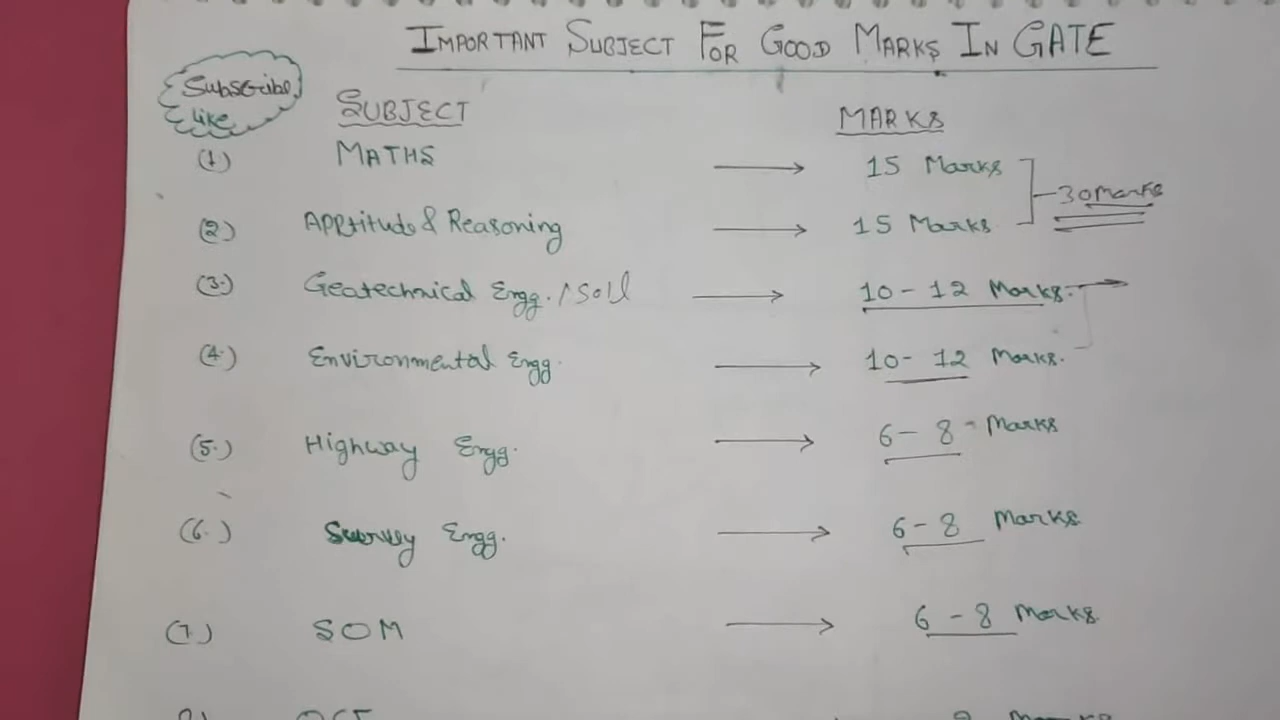 IMPORTANT SUBJECT FOR GOOD MARKS IN GATE
Subscribe
like
SUBJECT MARKS
(1) MATHS → 15 Marks
30 marks
(2) Apptitude & Reasoning → 15 Marks
(3.) Geotechnical Engg. / Soil → 10 - 12 Marks.
(4.) Environmental Engg. → 10 - 12 Marks.
(5.) Highway Engg. → 6 - 8 - Marks
(6.) Survey Engg. → 6 - 8 Marks
(7.) SOM → 6 - 8 Marks.